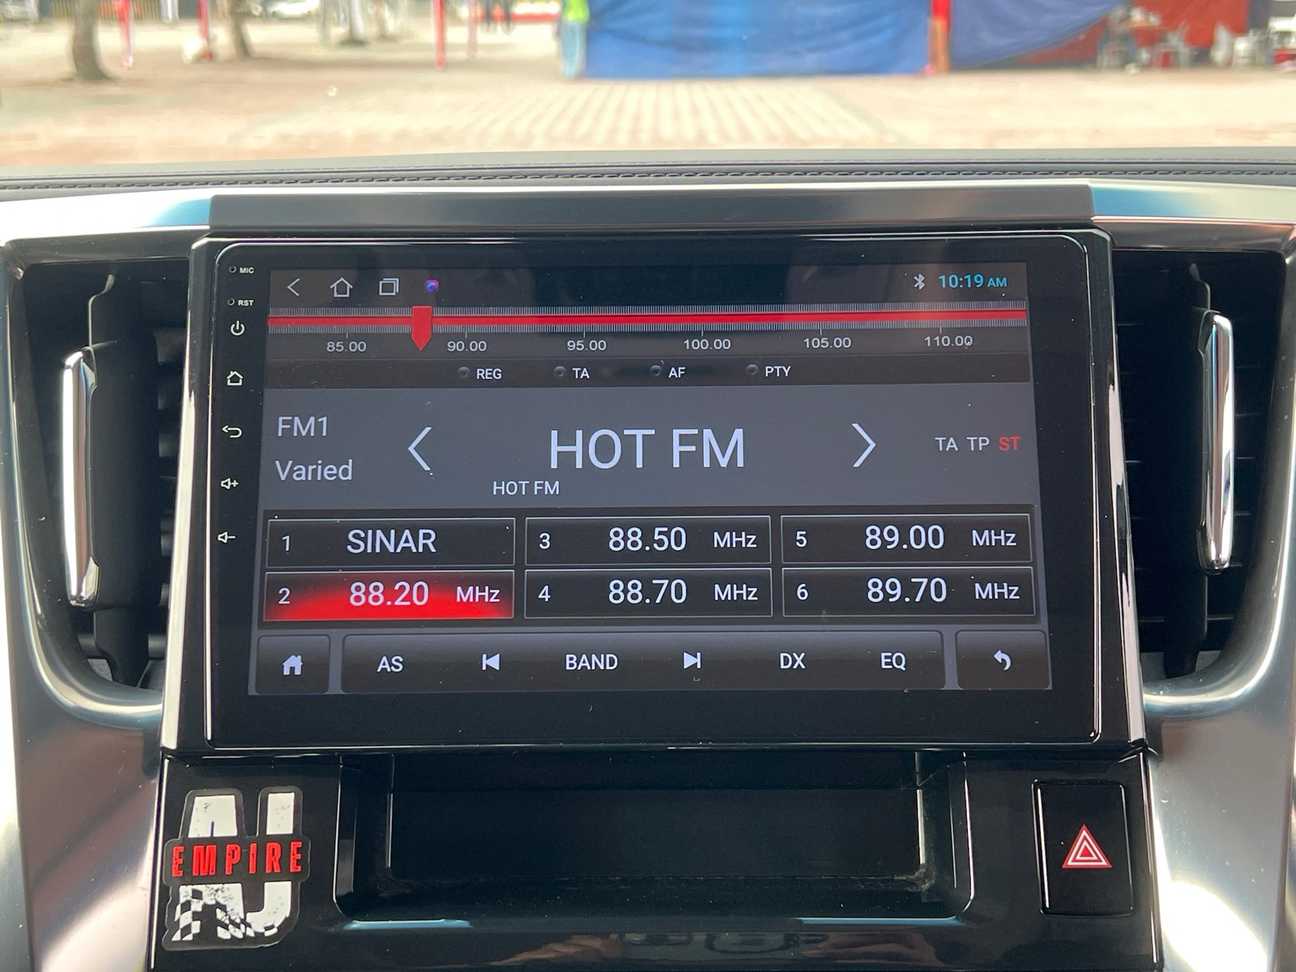 MIC
10:19 AM
RST
85.00 90.00 95.00 100.00 105.00 110.00
REG TA AF PTY
FM1
HOT FM
TA TP ST
Varied
HOT FM
1 SINAR 3 88.50 MHz 5 89.00 MHz
2 88.20 MHz 4 88.70 MHz 6 89.70 MHz
AS BAND DX EQ
AJ
EMPIRE